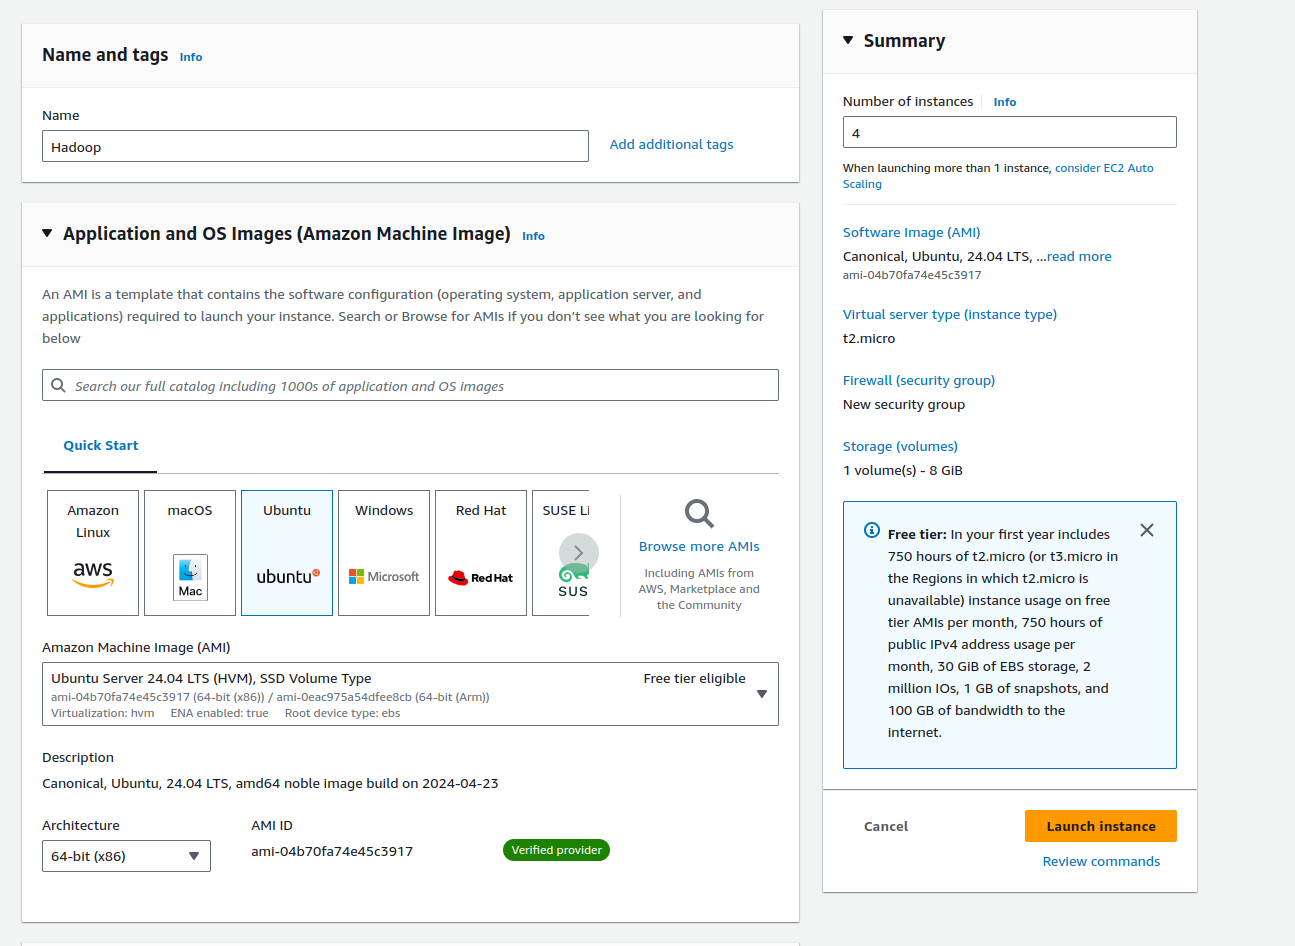 Name and tags Info
Name
Hadoop
Add additional tags
Application and OS Images (Amazon Machine Image) Info
An AMI is a template that contains the software configuration (operating system, application server, and
applications) required to launch your instance. Search or Browse for AMIs if you don’t see what you are looking for
below
Search our full catalog including 1000s of application and OS images
Quick Start
Amazon
Linux
aws
macOS
Mac
Ubuntu
ubuntu
Windows
Microsoft
Red Hat
Red Hat
SUSE Li
SUS
Browse more AMIs
Including AMIs from
AWS, Marketplace and
the Community
Amazon Machine Image (AMI)
Ubuntu Server 24.04 LTS (HVM), SSD Volume Type
Free tier eligible
ami-04b70fa74e45c3917 (64-bit (x86)) / ami-0eac975a54dfee8cb (64-bit (Arm))
Virtualization: hvm ENA enabled: true Root device type: ebs
Description
Canonical, Ubuntu, 24.04 LTS, amd64 noble image build on 2024-04-23
Architecture
64-bit (x86)
AMI ID
ami-04b70fa74e45c3917
Verified provider
Summary
Number of instances Info
4
When launching more than 1 instance, consider EC2 Auto
Scaling
Software Image (AMI)
Canonical, Ubuntu, 24.04 LTS, ...read more
ami-04b70fa74e45c3917
Virtual server type (instance type)
t2.micro
Firewall (security group)
New security group
Storage (volumes)
1 volume(s) - 8 GiB
Free tier: In your first year includes
750 hours of t2.micro (or t3.micro in
the Regions in which t2.micro is
unavailable) instance usage on free
tier AMIs per month, 750 hours of
public IPv4 address usage per
month, 30 GiB of EBS storage, 2
million IOs, 1 GB of snapshots, and
100 GB of bandwidth to the
internet.
Cancel
Launch instance
Review commands